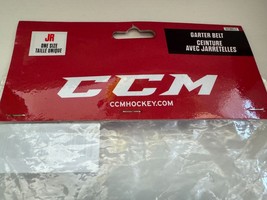 JR
ONE SIZE
TAILLE UNIQUE
GARTER BELT
CEINTURE
AVEC JARRETELLES
CCM
CCMHOCKEY.COM